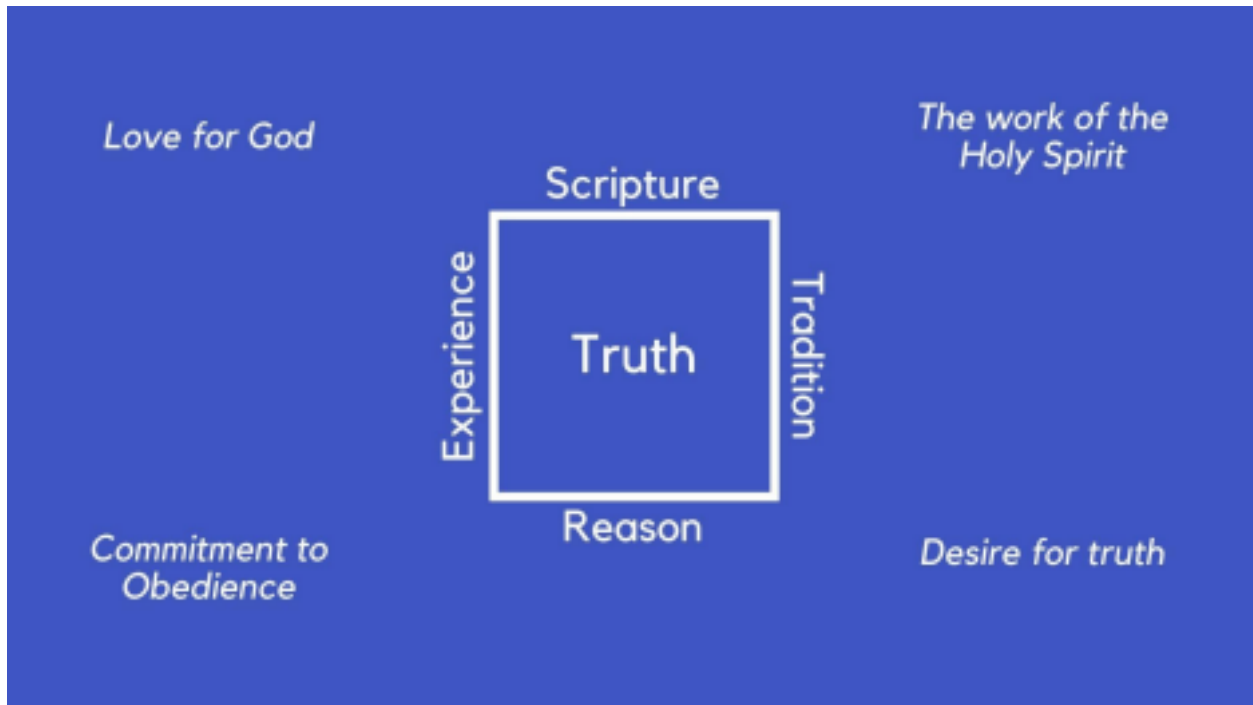 Love for God
The work of the
Holy Spirit
Scripture
Experience
Truth
Tradition
Reason
Commitment to
Obedience
Desire for truth